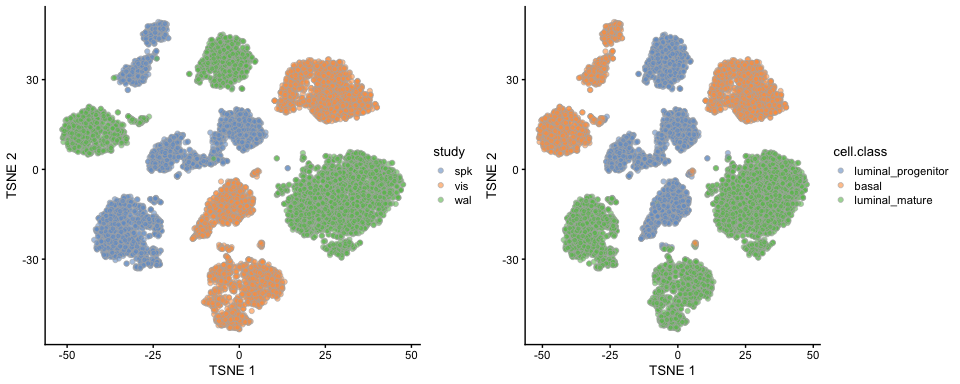 30
0
-30
TSNE 2
-50
-25
0
25
50
TSNE 1
study
spk
vis
wal
30
0
-30
TSNE 2
-50
-25
0
25
50
TSNE 1
cell.class
luminal_progenitor
basal
luminal_mature